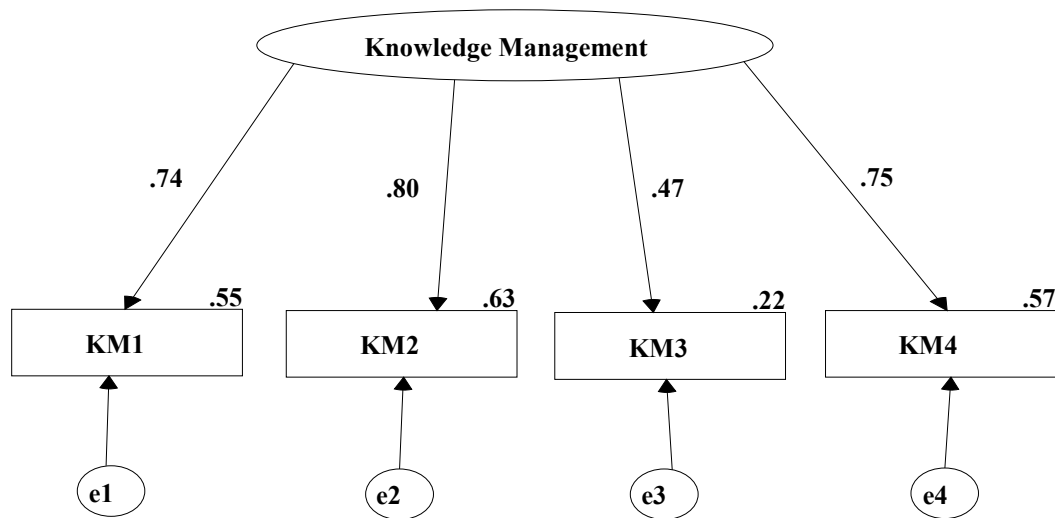 Knowledge Management
.74
.80
.47
.75
.55
.63
.22
.57
KM1
KM2
KM3
KM4
e1
e2
e3
e4